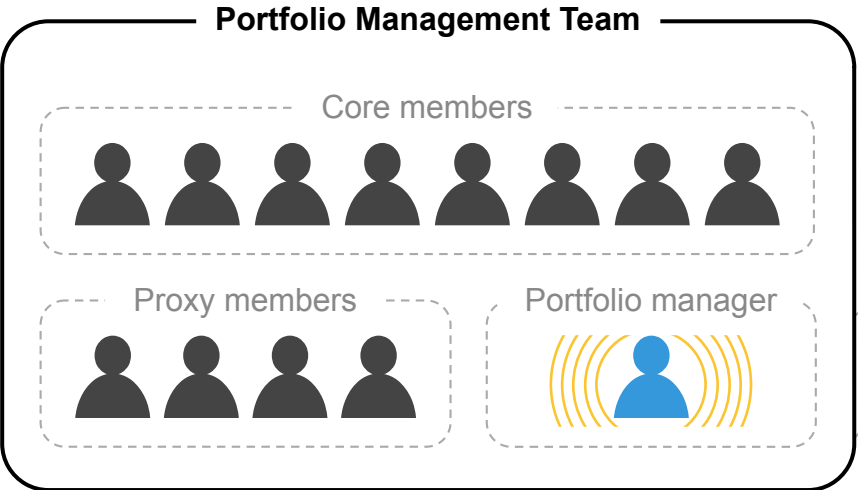 Portfolio Management Team
Core members
Proxy members
Portfolio manager